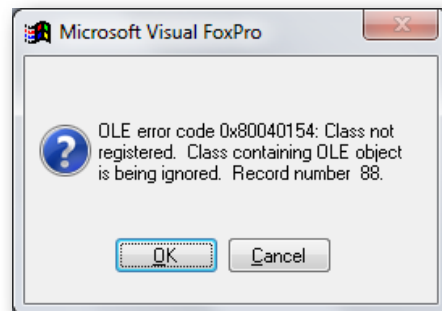 Microsoft Visual FoxPro
OLE error code 0x80040154: Class not
registered. Class containing OLE object
is being ignored. Record number 88.
OK
Cancel